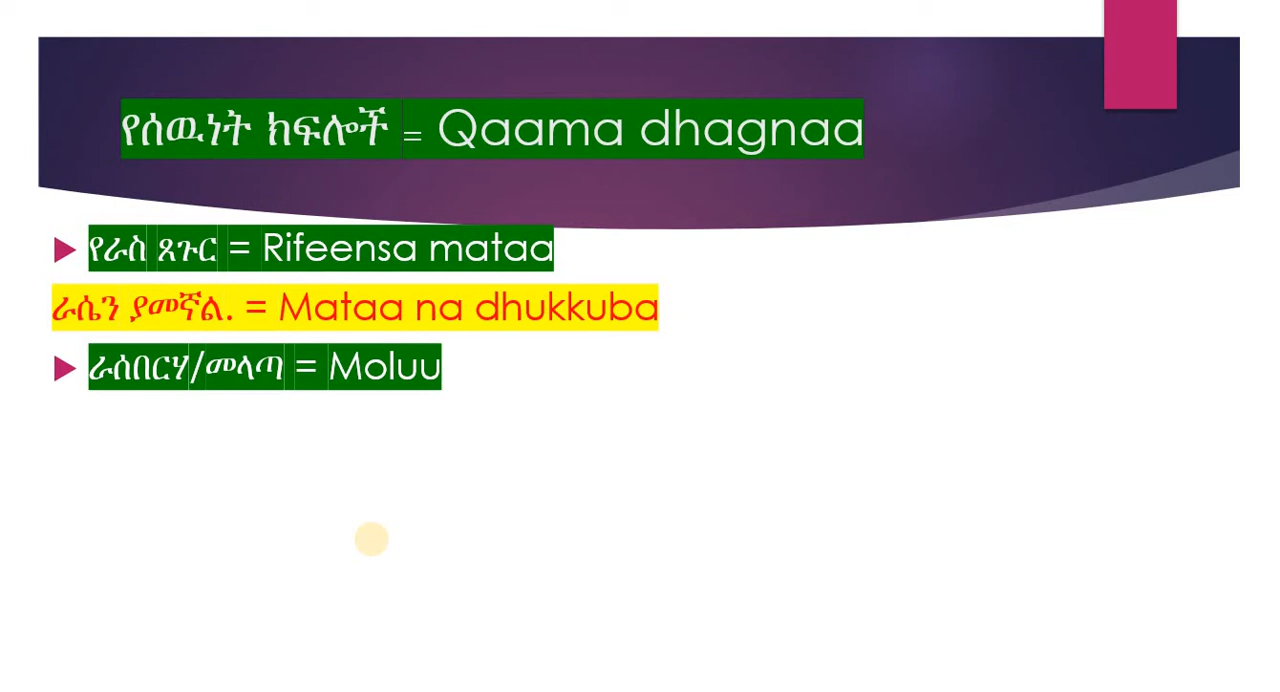 የሰዉነት ክፍሎች = Qaama dhagnaa
የራስ ጸጉር = Rifeensa mataa
ራሴን ያመኛል. = Mataa na dhukkuba
ራሰበርሃ/መላጣ = Moluu